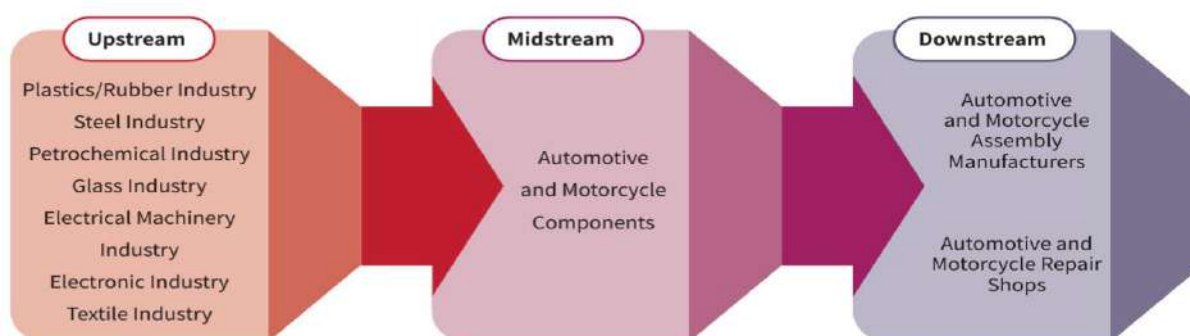 Upstream
Plastics/Rubber Industry
Steel Industry
Petrochemical Industry
Glass Industry
Electrical Machinery
Industry
Electronic Industry
Textile Industry
Midstream
Automotive
and Motorcycle
Components
Downstream
Automotive
and Motorcycle
Assembly
Manufacturers
Automotive and
Motorcycle Repair
Shops